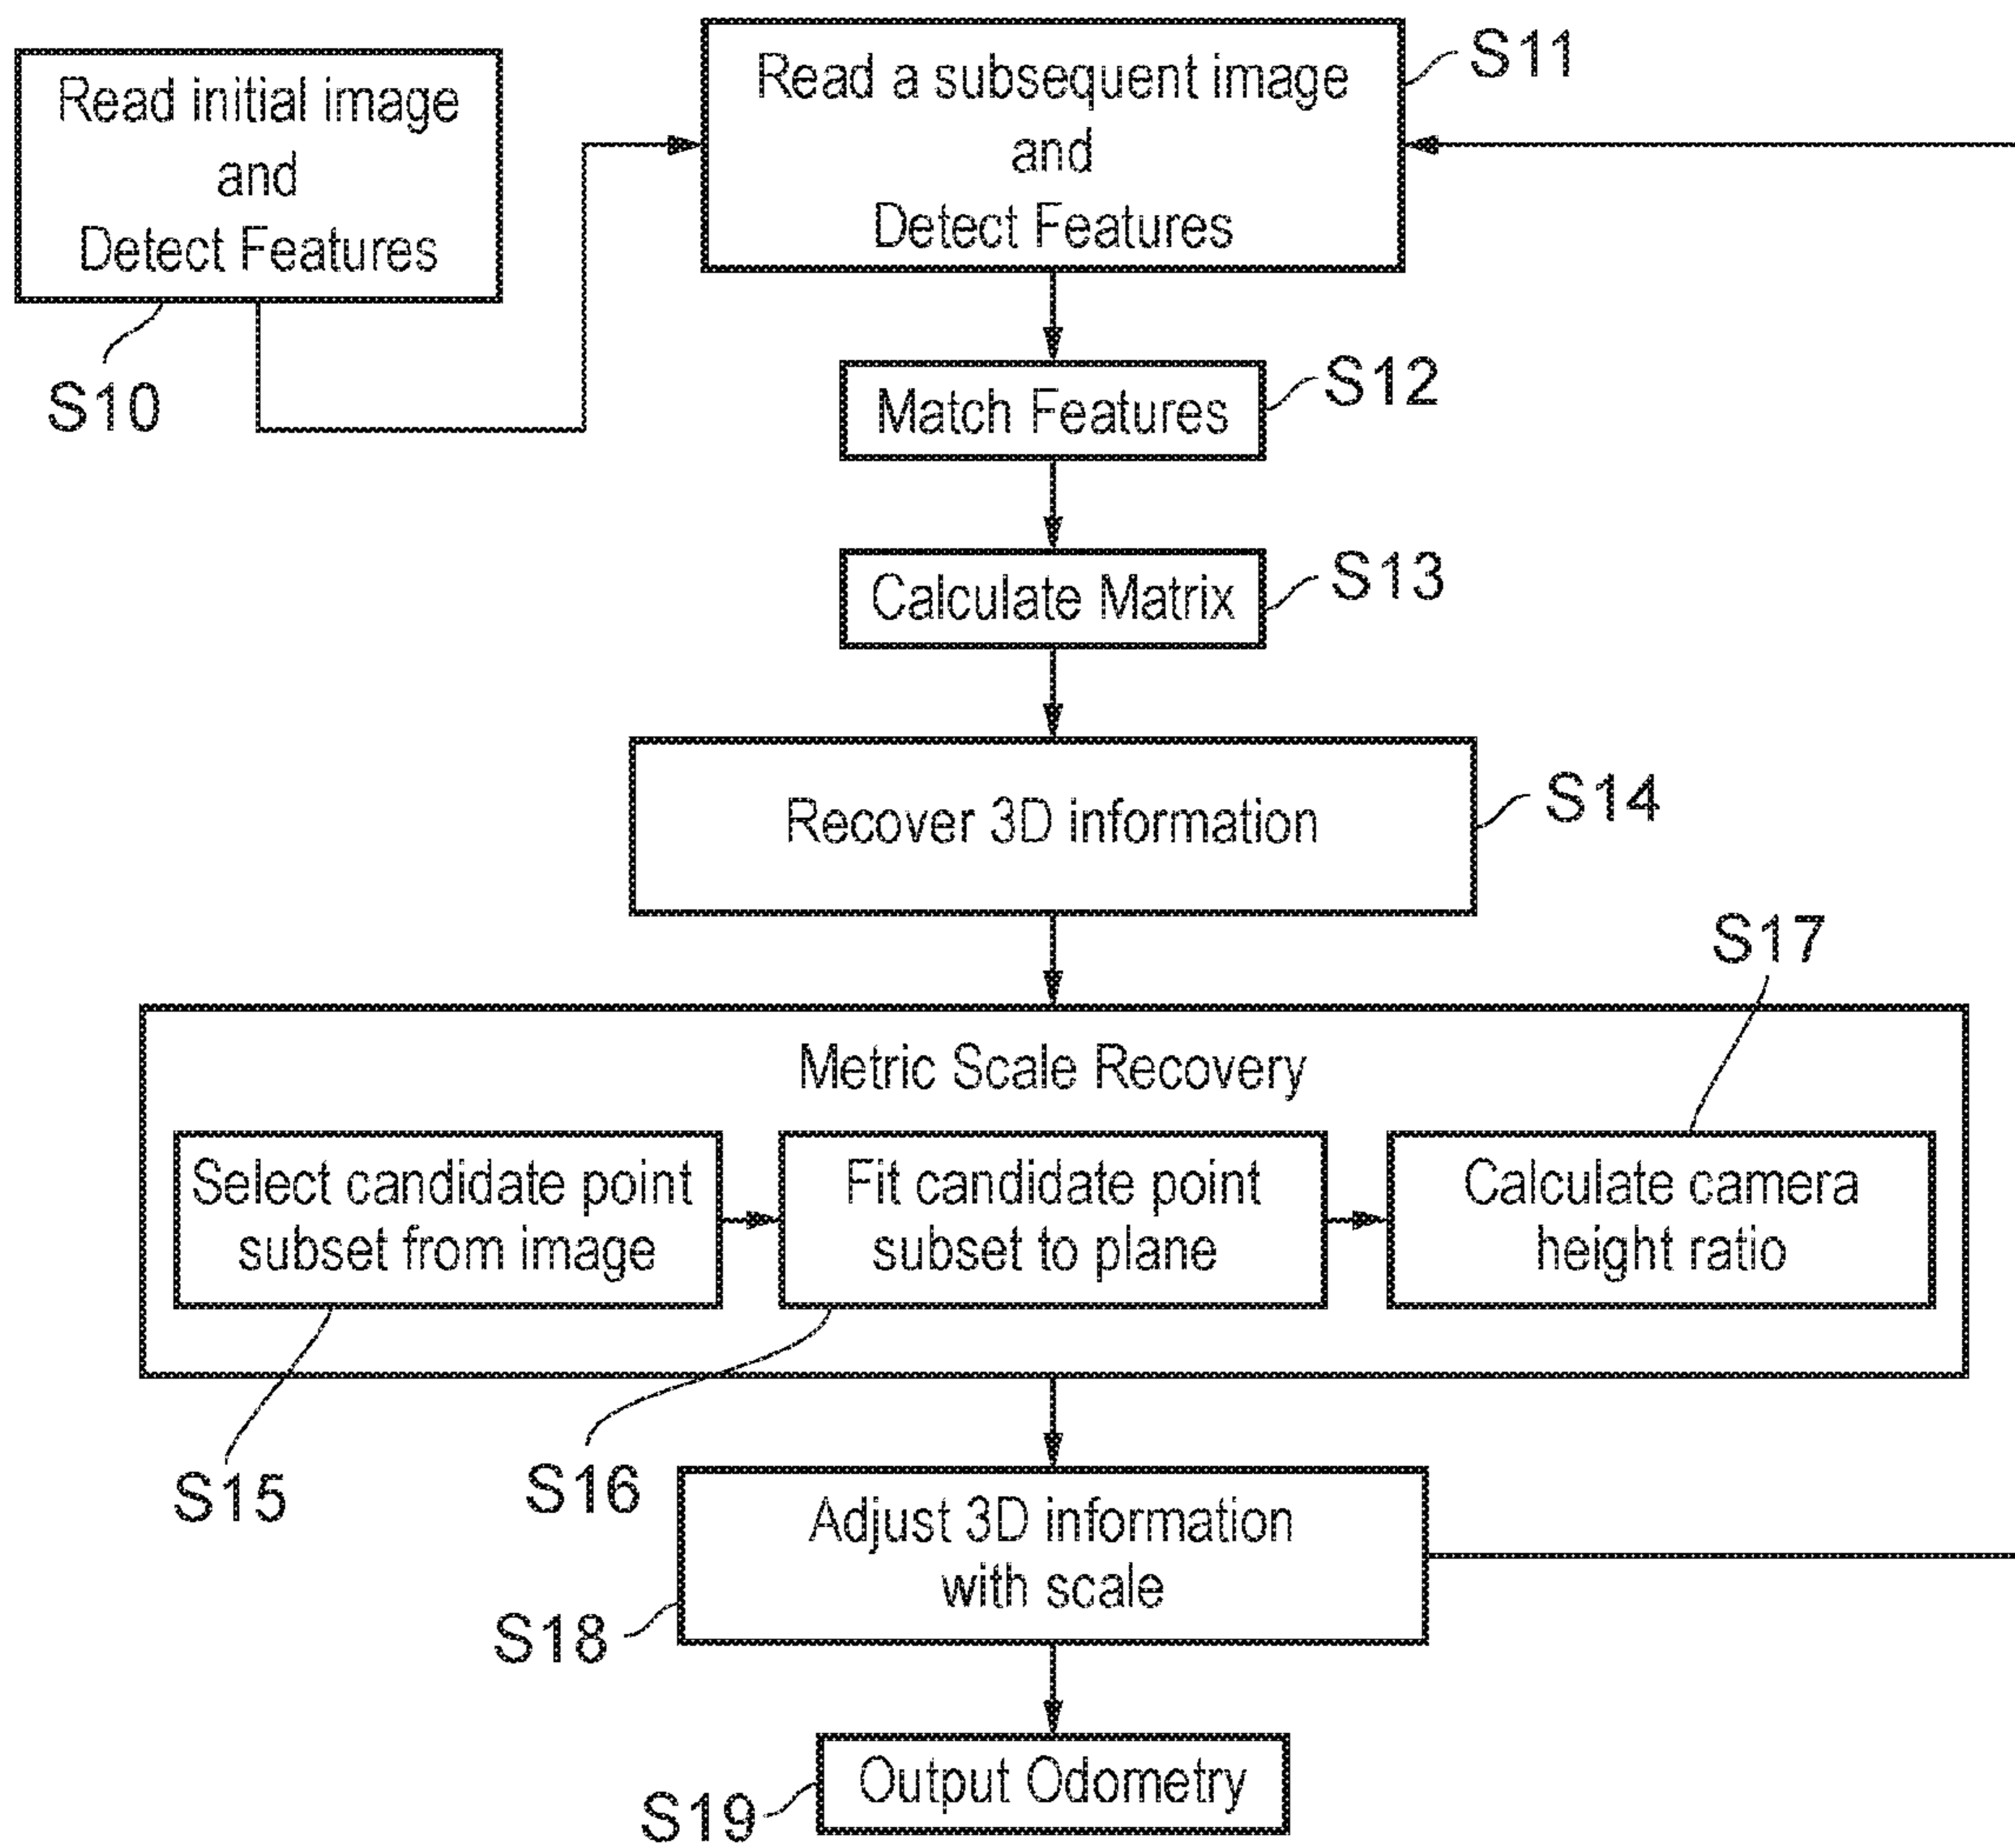 Read initial image
and
Detect Features
S10
Read a subsequent image
and
Detect Features
S11
Match Features
S12
Calculate Matrix
S13
Recover 3D information
S14
Metric Scale Recovery
S17
Select candidate point
subset from image
Fit candidate point
subset to plane
Calculate camera
height ratio
S15
S16
Adjust 3D information
with scale
S18
Output Odometry
S19